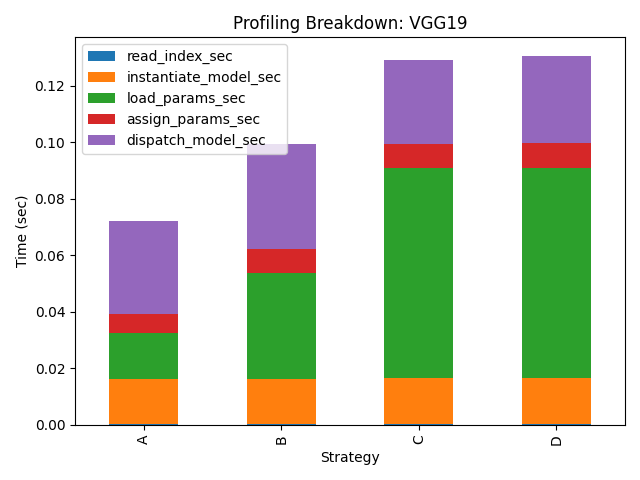 Profiling Breakdown: VGG19
read_index_sec
instantiate_model_sec
load_params_sec
assign_params_sec
dispatch_model_sec
0.12
0.10
0.08
0.06
0.04
0.02
0.00
Time (sec)
A
B
C
D
Strategy